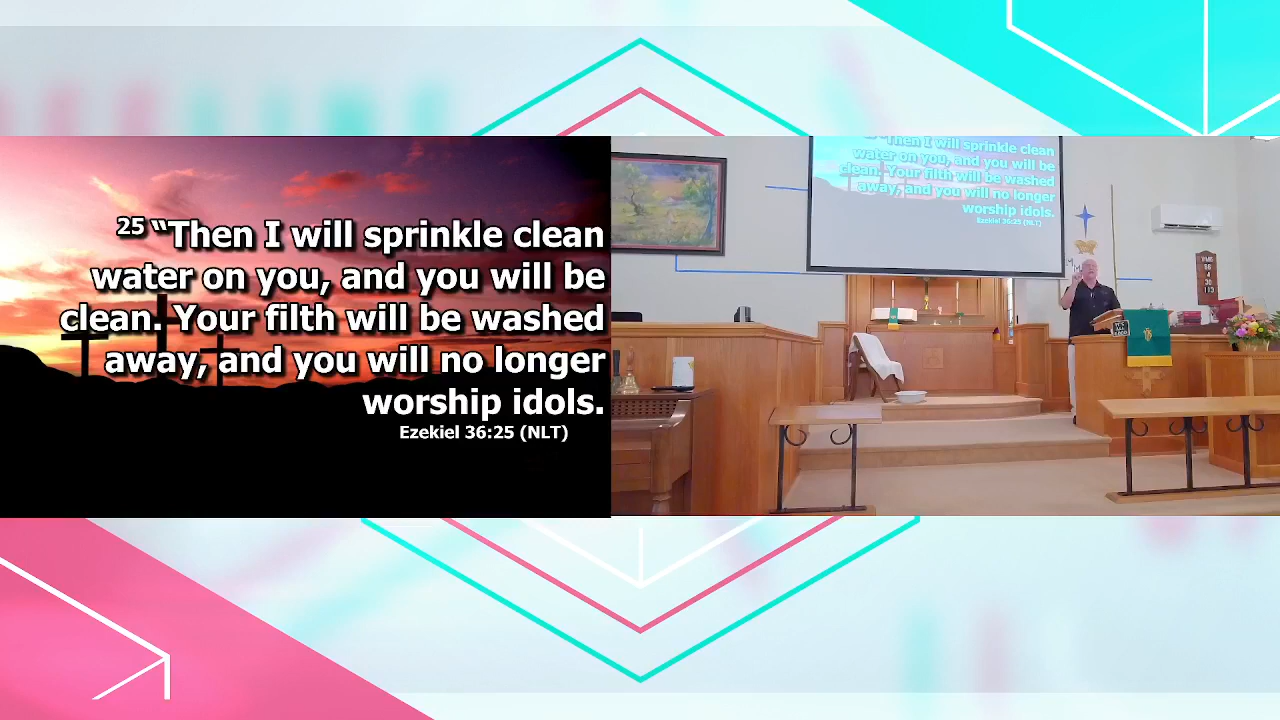 25 “Then I will sprinkle clean
water on you, and you will be
clean. Your filth will be washed
away, and you will no longer
worship idols.
Ezekiel 36:25 (NLT)
"Then I will sprinkle clean
water on you, and you will be
clean. Your filth will be washed
away, and you will no longer
worship idols.
Ezekiel 36:25 (NLT)